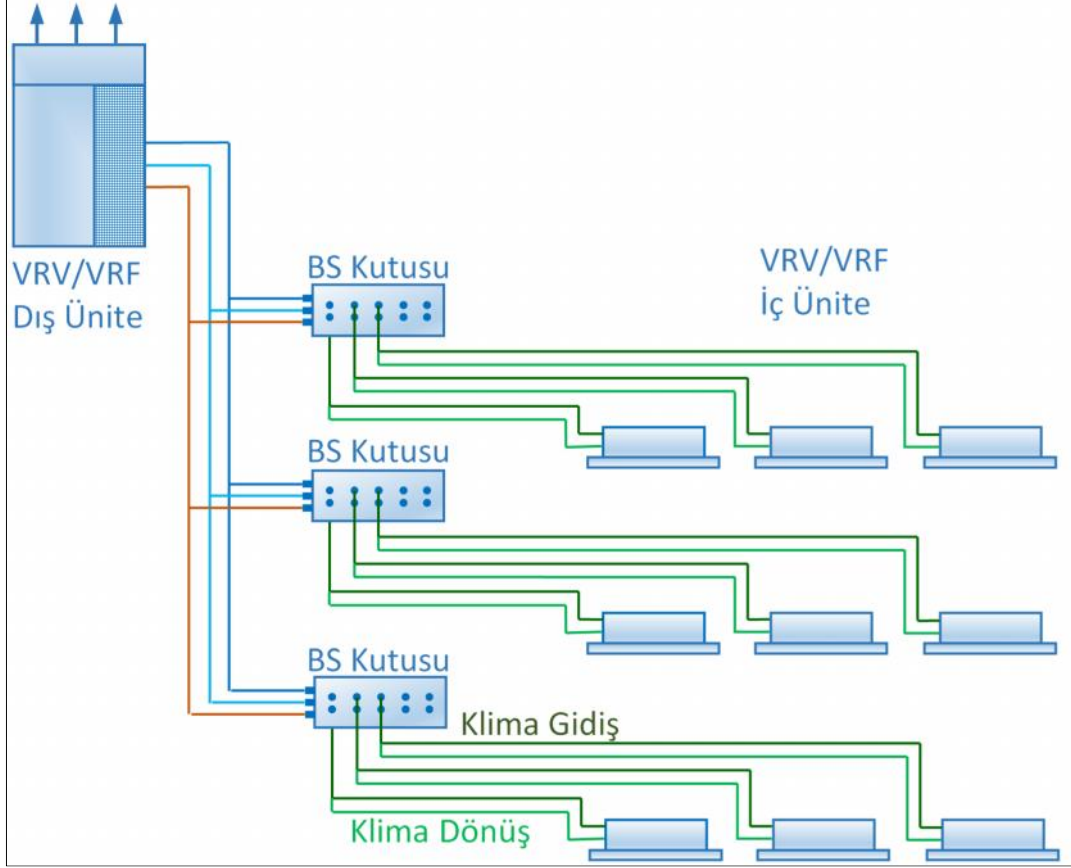 VRV/VRF
Dış Ünite
BS Kutusu
VRV/VRF
İç Ünite
BS Kutusu
BS Kutusu
Klima Gidiş
Klima Dönüş